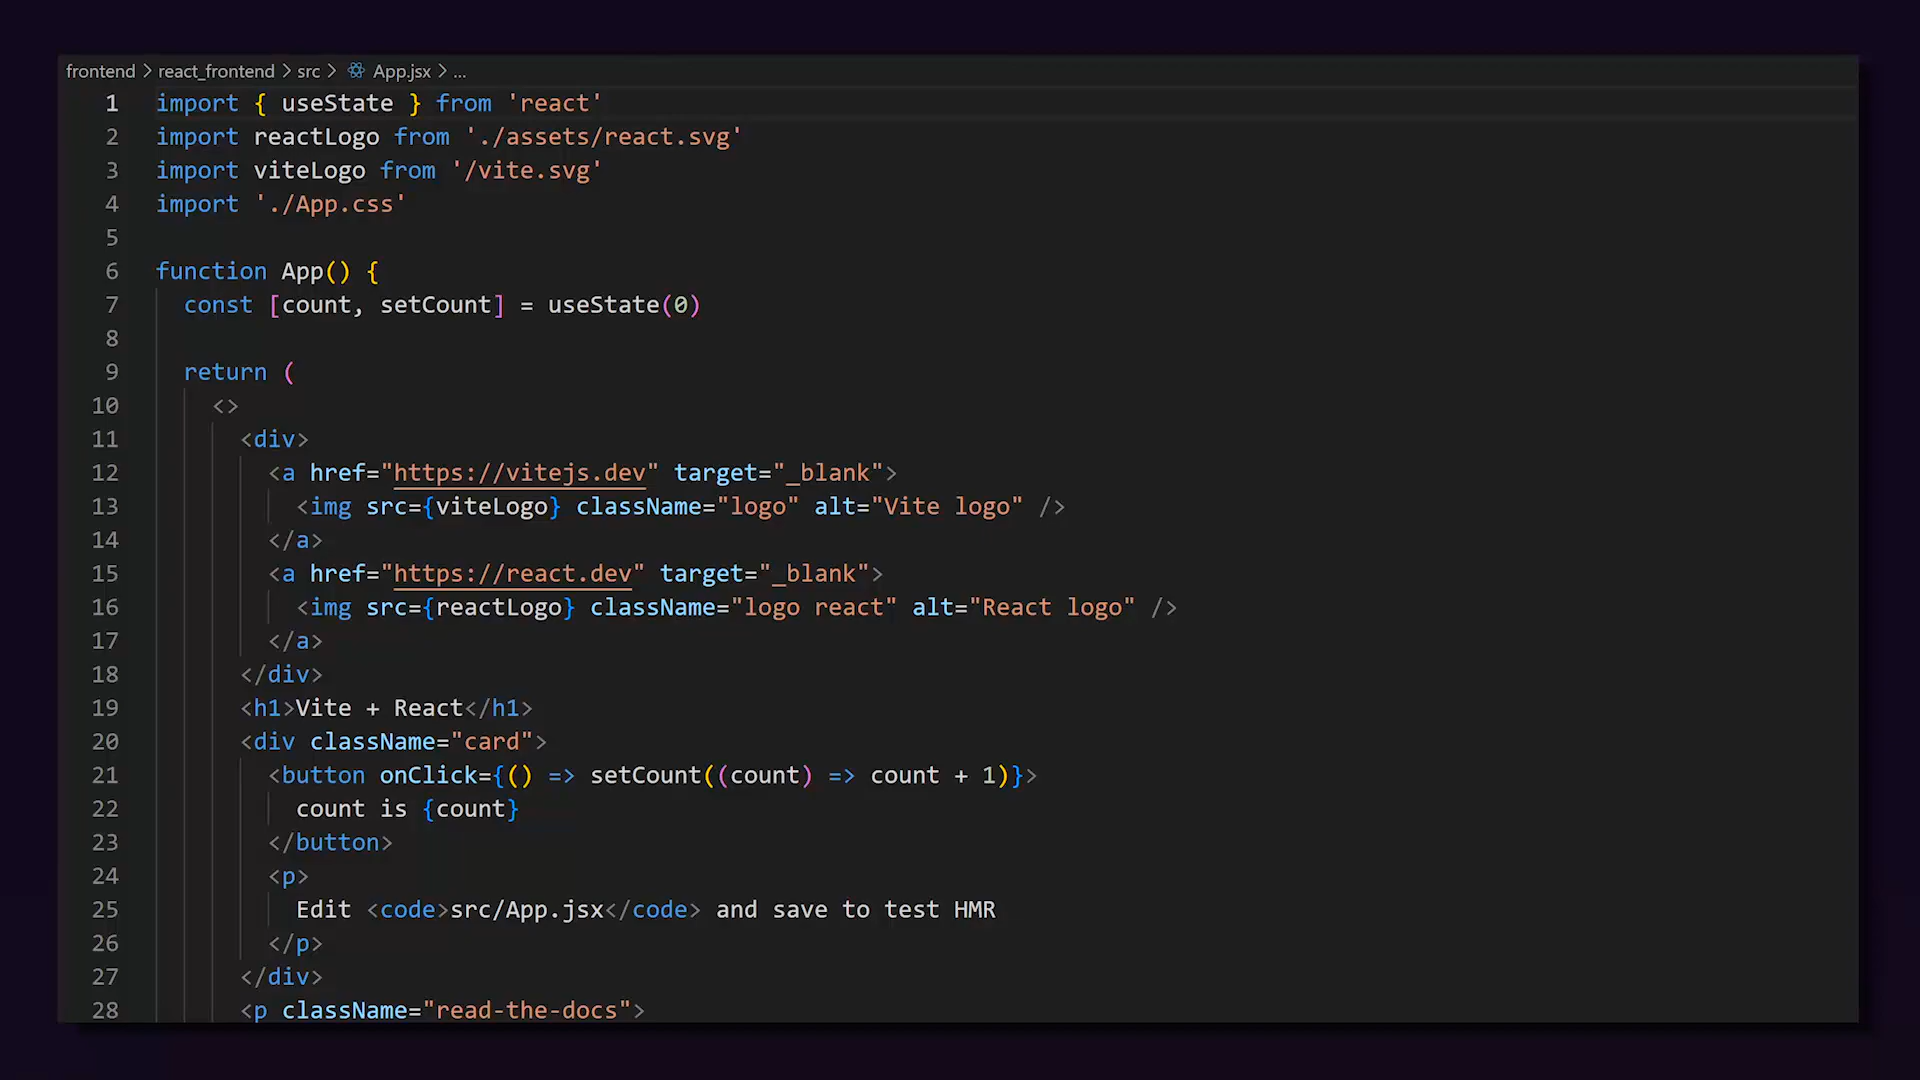 frontend > react_frontend > src > App.jsx > ...
1 import { useState } from 'react'
2 import reactLogo from './assets/react.svg'
3 import viteLogo from '/vite.svg'
4 import './App.css'
5
6 function App() {
7   const [count, setCount] = useState(0)
8
9   return (
10     <>
11       <div>
12         <a href="https://vitejs.dev" target="_blank">
13           <img src={viteLogo} className="logo" alt="Vite logo" />
14         </a>
15         <a href="https://react.dev" target="_blank">
16           <img src={reactLogo} className="logo react" alt="React logo" />
17         </a>
18       </div>
19       <h1>Vite + React</h1>
20       <div className="card">
21         <button onClick={() => setCount((count) => count + 1)}>
22           count is {count}
23         </button>
24         <p>
25           Edit <code>src/App.jsx</code> and save to test HMR
26         </p>
27       </div>
28       <p className="read-the-docs">